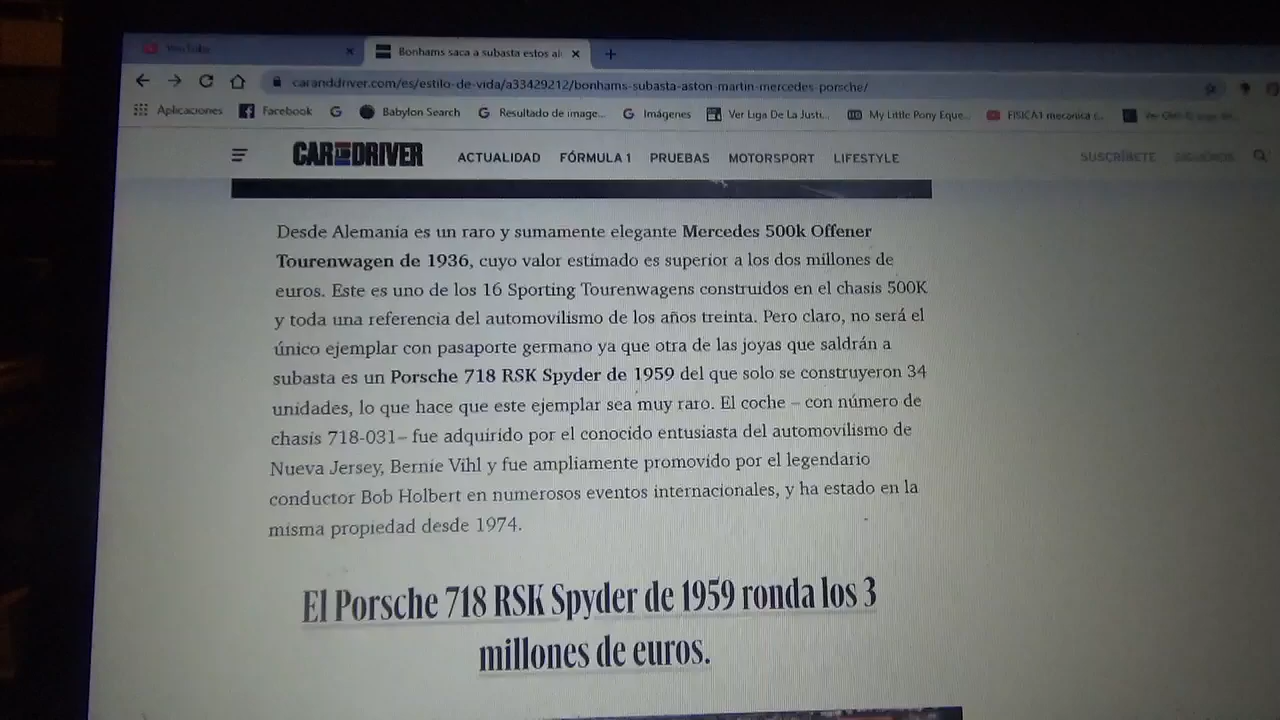 YouTube
Bonhams saca a subasta estos al
caranddriver.com/es/estilo-de-vida/a33429212/bonhams-subasta-aston-martin-mercedes-porsche/
Aplicaciones Facebook Babylon Search Resultado de image... Imágenes Ver Liga De La Justi... My Little Pony Eque... FISICA1 mecanica
CAR DRIVER ACTUALIDAD FÓRMULA 1 PRUEBAS MOTORSPORT LIFESTYLE SUSCRÍBETE
Desde Alemania es un raro y sumamente elegante Mercedes 500k Offener
Tourenwagen de 1936, cuyo valor estimado es superior a los dos millones de
euros. Este es uno de los 16 Sporting Tourenwagens construidos en el chasis 500K
y toda una referencia del automovilismo de los años treinta. Pero claro, no será el
único ejemplar con pasaporte germano ya que otra de las joyas que saldrán a
subasta es un Porsche 718 RSK Spyder de 1959 del que solo se construyeron 34
unidades, lo que hace que este ejemplar sea muy raro. El coche – con número de
chasis 718-031– fue adquirido por el conocido entusiasta del automovilismo de
Nueva Jersey, Bernie Vihl y fue ampliamente promovido por el legendario
conductor Bob Holbert en numerosos eventos internacionales, y ha estado en la
misma propiedad desde 1974.
El Porsche 718 RSK Spyder de 1959 ronda los 3
millones de euros.